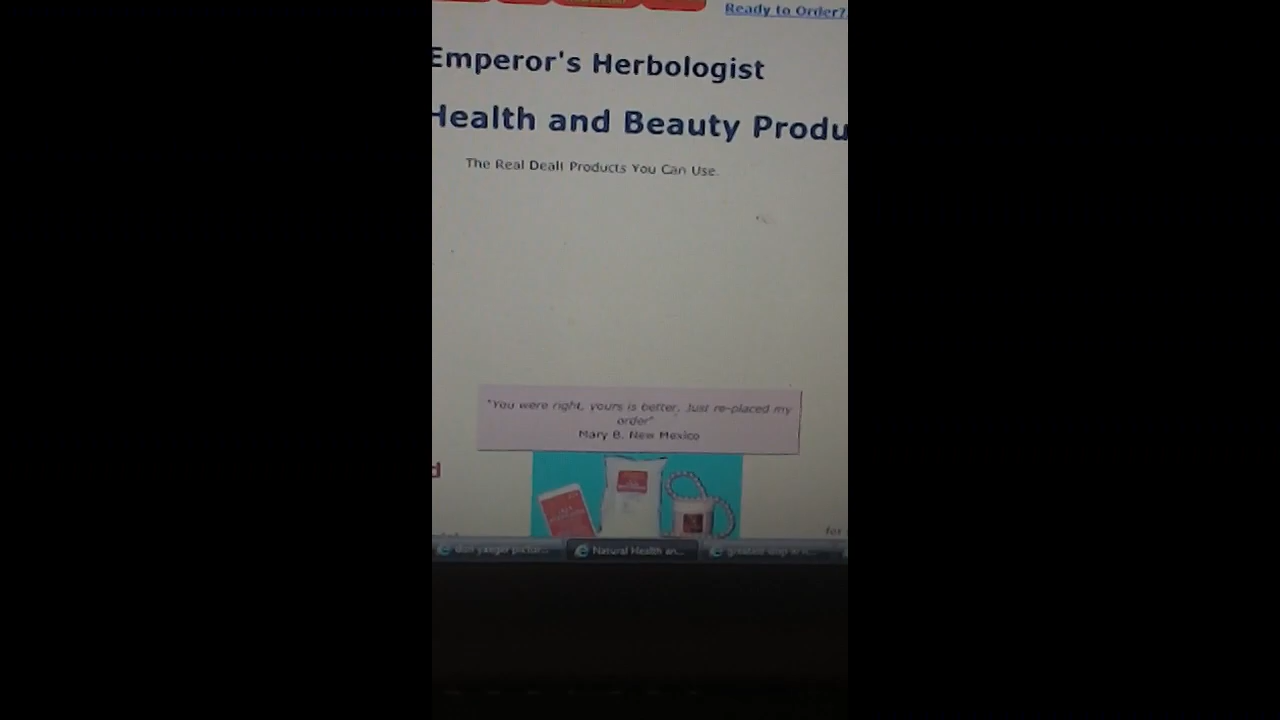 Ready to Order?
Emperor's Herbologist
Health and Beauty Produ
The Real Deal! Products You Can Use.
"You were right, yours is better. Just re-placed my
order"
Mary B. New Mexico
d
for
Natural Health an...